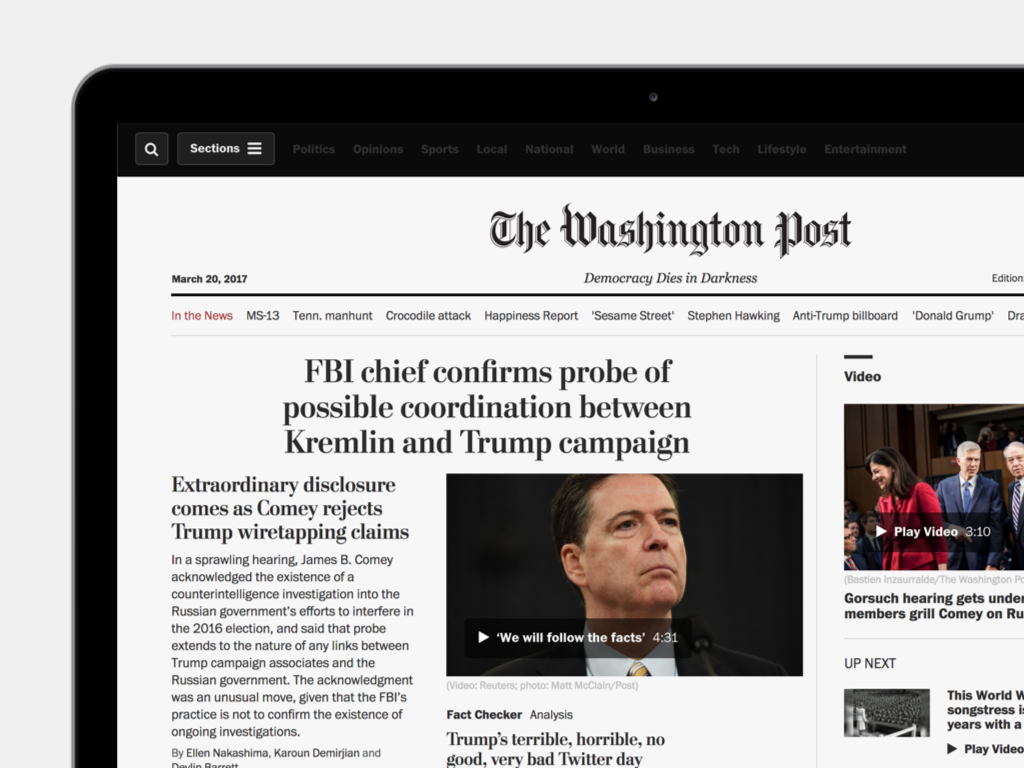 Sections
Politics Opinions Sports Local National World Business Tech Lifestyle Entertainment
The Washington Post
March 20, 2017
Democracy Dies in Darkness
Edition
In the News MS-13 Tenn. manhunt Crocodile attack Happiness Report 'Sesame Street' Stephen Hawking Anti-Trump billboard 'Donald Grump'
FBI chief confirms probe of
possible coordination between
Kremlin and Trump campaign
Extraordinary disclosure
comes as Comey rejects
Trump wiretapping claims
In a sprawling hearing, James B. Comey
acknowledged the existence of a
counterintelligence investigation into the
Russian government's efforts to interfere in
the 2016 election, and said that probe
extends to the nature of any links between
Trump campaign associates and the
Russian government. The acknowledgment
was an unusual move, given that the FBI's
practice is not to confirm the existence of
ongoing investigations.
By Ellen Nakashima, Karoun Demirjian and
Devlin Barrett
‘We will follow the facts’ 4:31
(Video: Reuters; photo: Matt McClain/Post)
Fact Checker Analysis
Trump's terrible, horrible, no
good, very bad Twitter day
Video
Play Video 3:10
(Bastien Inzaurralde/The Washington
Gorsuch hearing gets
members grill Comey on
UP NEXT
This World
songstress
years with a
Play Video